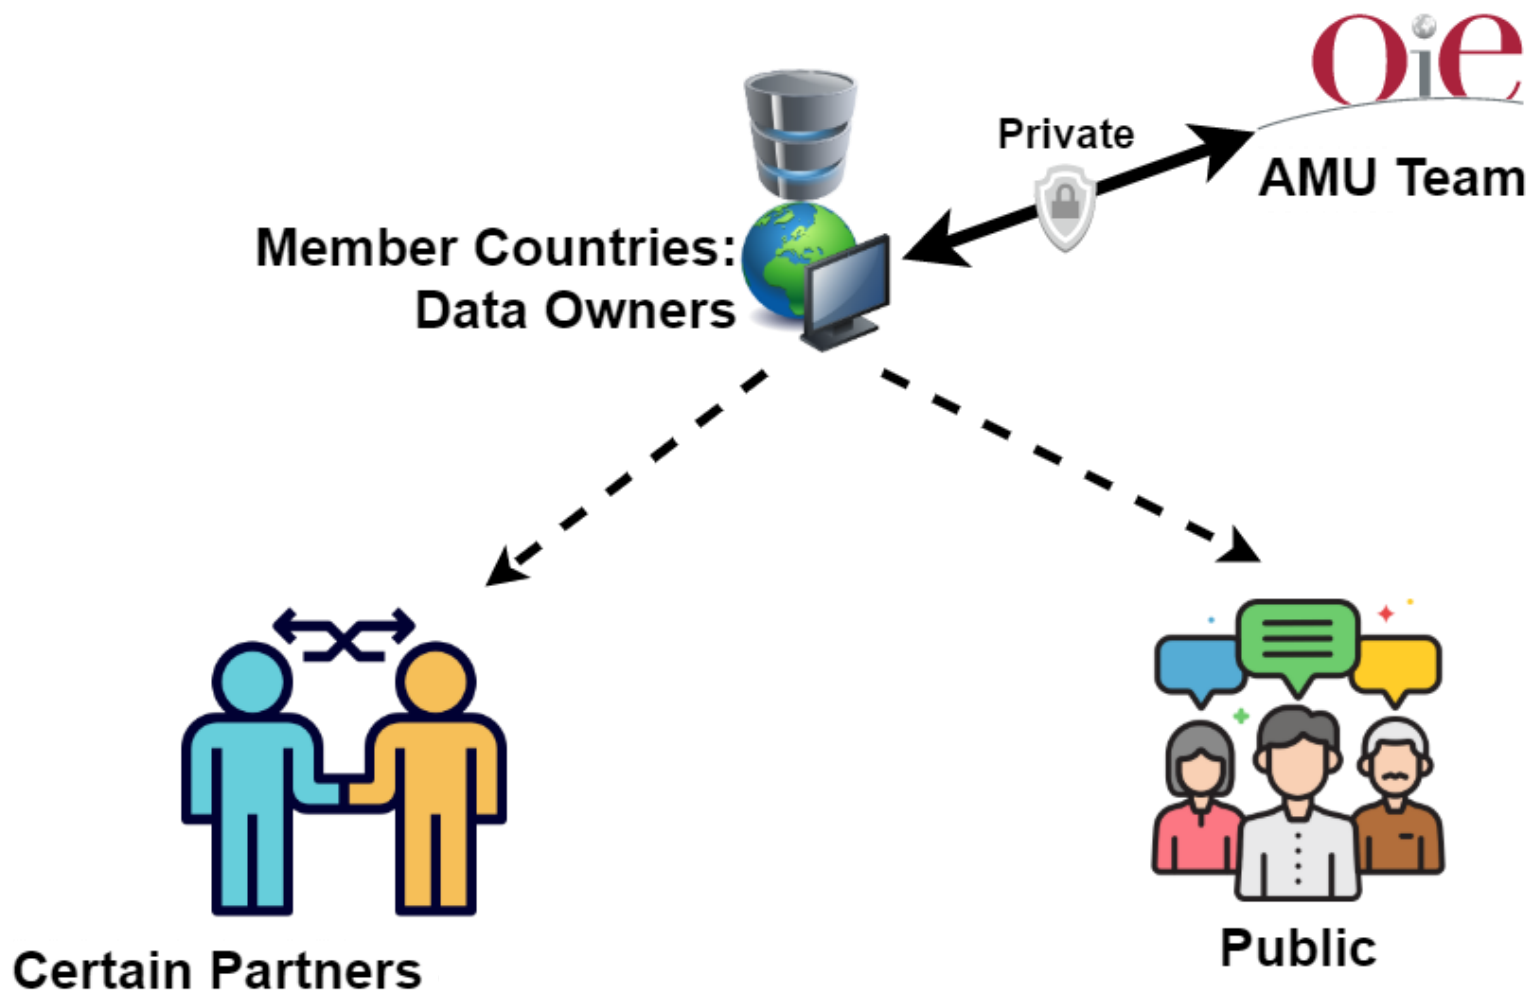 oie
Private
AMU Team
Member Countries:
Data Owners
Certain Partners
Public